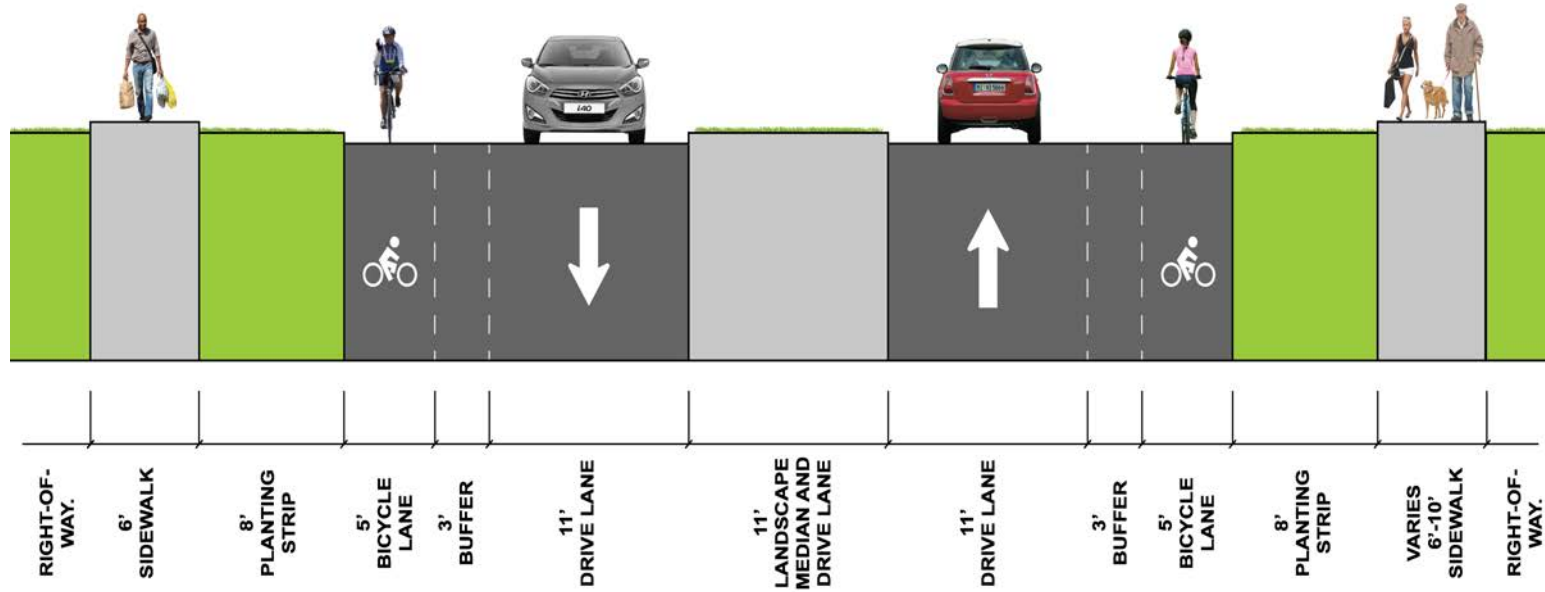 i40
RIGHT-OF-
WAY.
6'
SIDEWALK
8'
PLANTING
STRIP
5'
BICYCLE
LANE
3'
BUFFER
11'
DRIVE LANE
11'
LANDSCAPE
MEDIAN AND
DRIVE LANE
11'
DRIVE LANE
3'
BUFFER
5'
BICYCLE
LANE
8'
PLANTING
STRIP
VARIES
6'-10'
SIDEWALK
RIGHT-OF-
WAY.